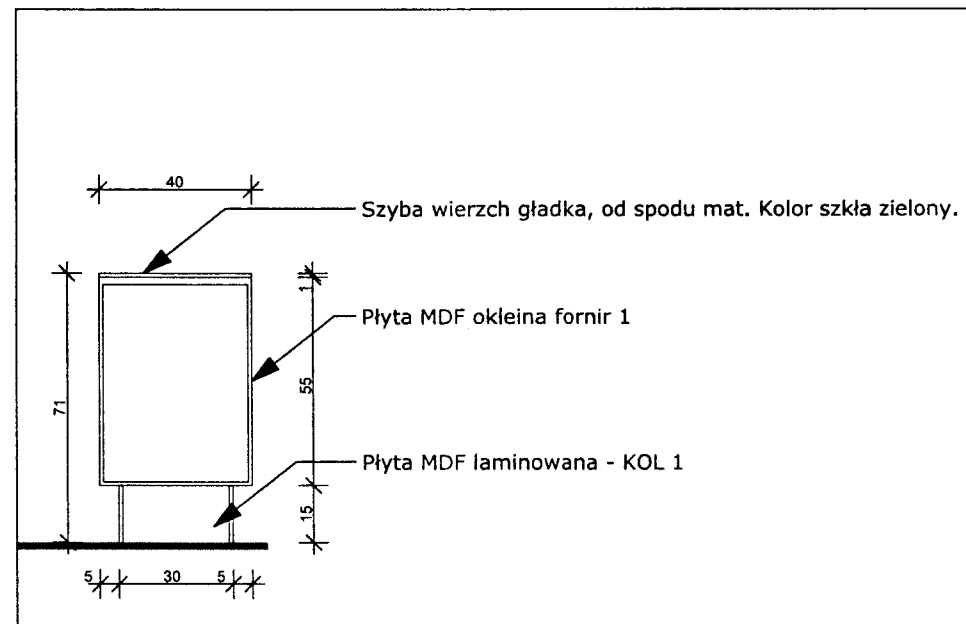 40
Szyba wierzch gładka, od spodu mat. Kolor szkła zielony.
1
Płyta MDF okleina fornir 1
55
71
Płyta MDF laminowana - KOL 1
15
5 30 5